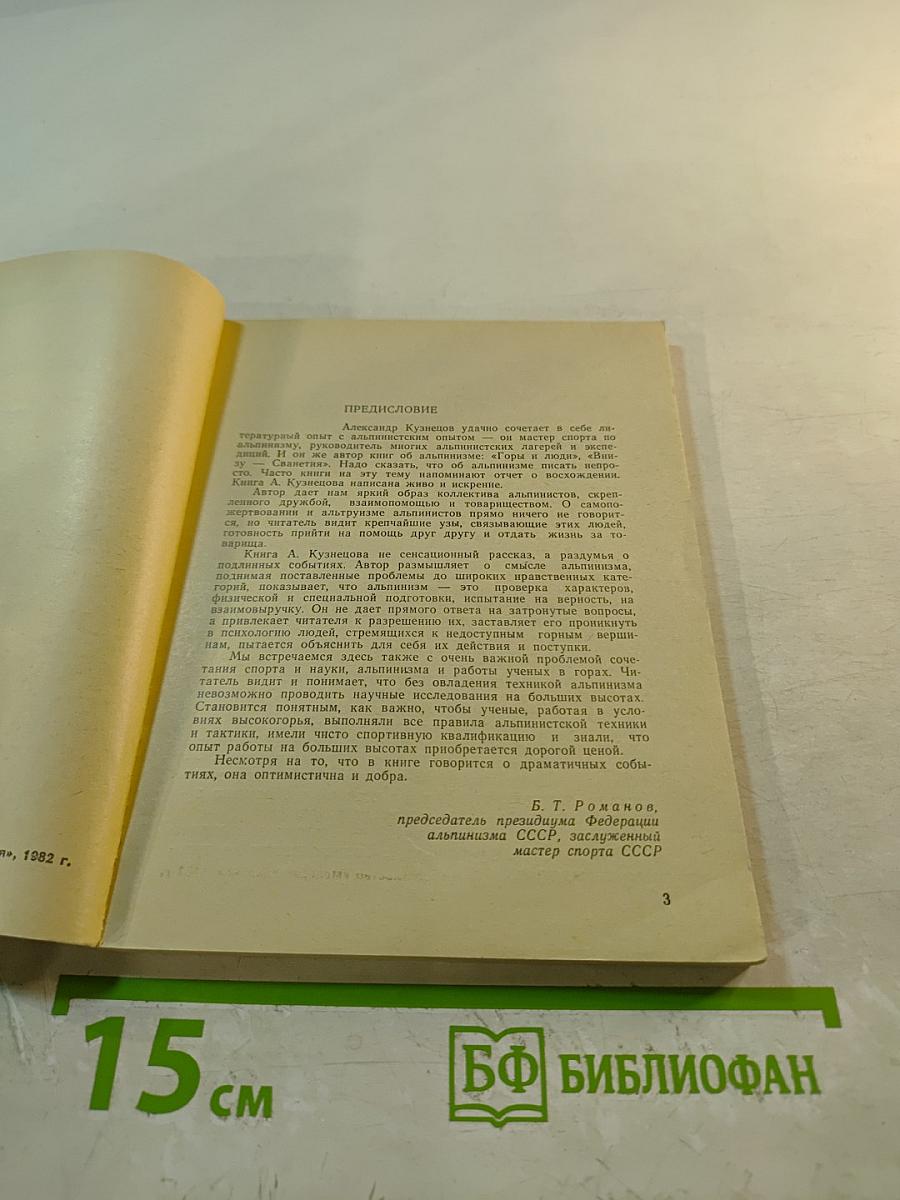 ПРЕДИСЛОВИЕ
Александр Кузнецов удачно сочетает в себе ли-
тературный опыт с альпинистским опытом — он мастер спорта по
альпинизму, руководитель многих альпинистских лагерей и экспе-
диций. И он же автор книг об альпинизме: «Горы и люди», «Вни-
зу — Сванетия». Надо сказать, что об альпинизме писать непро-
сто. Часто книги на эту тему напоминают отчет о восхождении.
Книга А. Кузнецова написана живо и искренне.
Автор дает нам яркий образ коллектива альпинистов, скреп-
ленного дружбой, взаимопомощью и товариществом. О самопо-
жертвовании и альтруизме альпинистов прямо ничего не говорит-
ся, но читатель видит крепчайшие узы, связывающие этих людей,
готовность прийти на помощь друг другу и отдать жизнь за то-
варища.
Книга А. Кузнецова не сенсационный рассказ, а раздумья о
подлинных событиях. Автор размышляет о смысле альпинизма,
поднимая поставленные проблемы до широких нравственных кате-
горий, показывает, что альпинизм — это проверка характеров,
физической и специальной подготовки, испытание на верность, на
взаимовыручку. Он не дает прямого ответа на затронутые вопросы,
а привлекает читателя к разрешению их, заставляет его проникнуть
в психологию людей, стремящихся к недоступным горным верши-
нам, пытается объяснить для себя их действия и поступки.
Мы встречаемся здесь также с очень важной проблемой соче-
тания спорта и науки, альпинизма и работы ученых в горах. Чи-
татель видит и понимает, что без овладения техникой альпинизма
невозможно проводить научные исследования на больших высотах.
Становится понятным, как важно, чтобы ученые, работая в усло-
виях высокогорья, выполняли все правила альпинистской техники
и тактики, имели чисто спортивную квалификацию и знали, что
опыт работы на больших высотах приобретается дорогой ценой.
Несмотря на то, что в книге говорится о драматичных собы-
тиях, она оптимистична и добра.
Б. Т. Романов,
председатель президиума Федерации
альпинизма СССР, заслуженный
мастер спорта СССР
я», 1982 г.
3
15 см
БФ БИБЛИОФАН